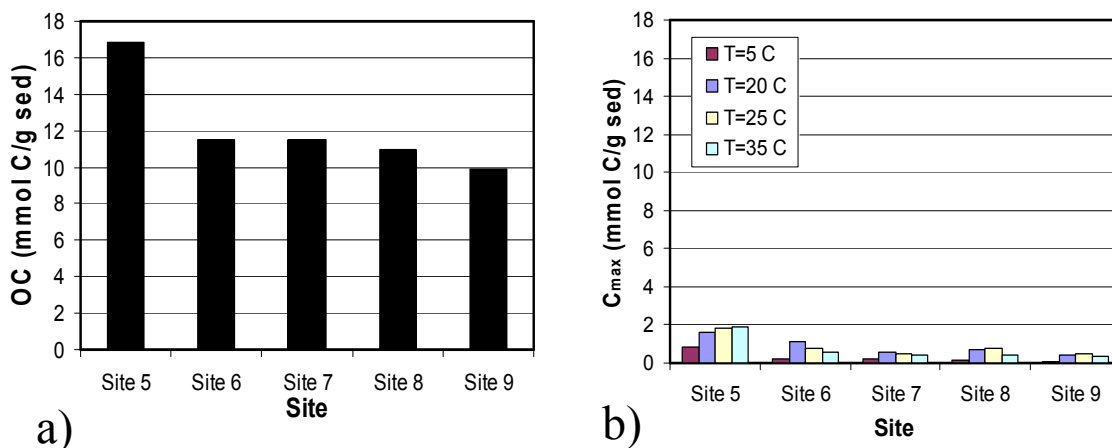 OC (mmol C/g sed)
18
16
14
12
10
8
6
4
2
0
Site 5 Site 6 Site 7 Site 8 Site 9
Site
a)
Cmax (mmol C/g sed)
18
16
14
12
10
8
6
4
2
0
T=5 C
T=20 C
T=25 C
T=35 C
Site 5 Site 6 Site 7 Site 8 Site 9
Site
b)